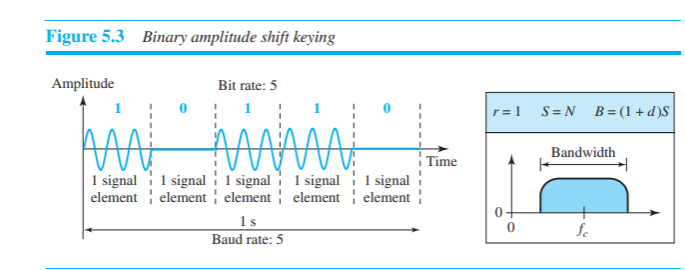 Figure 5.3 Binary amplitude shift keying
Amplitude
Bit rate: 5
1 0 1 1 0
Time
1 signal element
1 signal element
1 signal element
1 signal element
1 signal element
1 s
Baud rate: 5
r = 1 S = N B = (1 + d)S
Bandwidth
0
0
fc